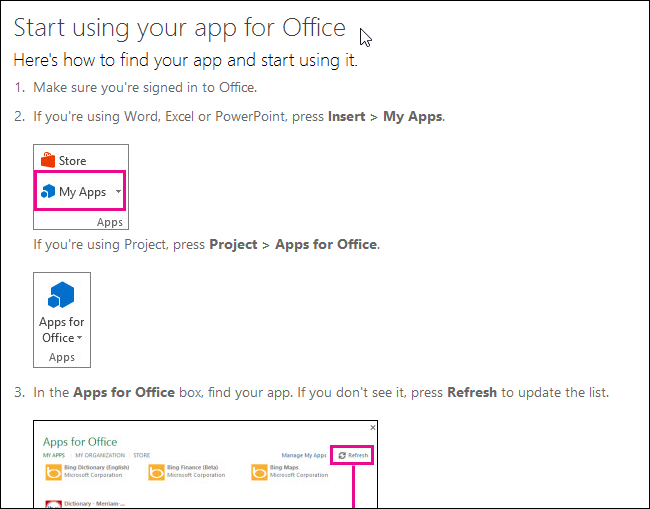 Start using your app for Office
Here's how to find your app and start using it.
1. Make sure you're signed in to Office.
2. If you're using Word, Excel or PowerPoint, press Insert > My Apps.
Store
My Apps
Apps
If you're using Project, press Project > Apps for Office.
Apps for
Office
Apps
3. In the Apps for Office box, find your app. If you don't see it, press Refresh to update the list.
Apps for Office
MY APPS | MY ORGANIZATION | STORE Manage My Apps Refresh
Bing Dictionary (English) Bing Finance (Beta) Bing Maps
Microsoft Corporation Microsoft Corporation Microsoft Corporation
Dictionary - Merriam-...